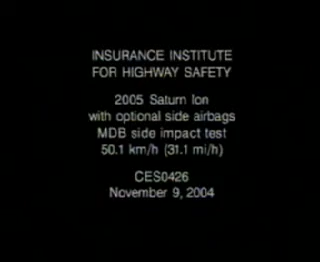 INSURANCE INSTITUTE
FOR HIGHWAY SAFETY
2005 Saturn Ion
with optional side airbags
MDB side impact test
50.1 km/h (31.1 mi/h)
CES0426
November 9, 2004